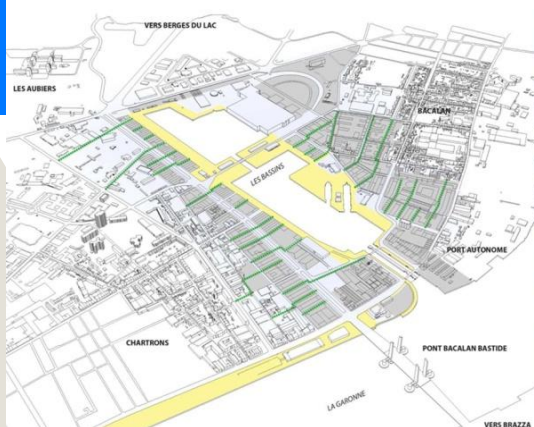 VERS BERGES DU LAC
LES AUBIERS
BACALAN
LES BASSINS
PORT AUTONOME
CHARTRONS
PONT BACALAN BASTIDE
LA GARONNE
VERS BRAZZA